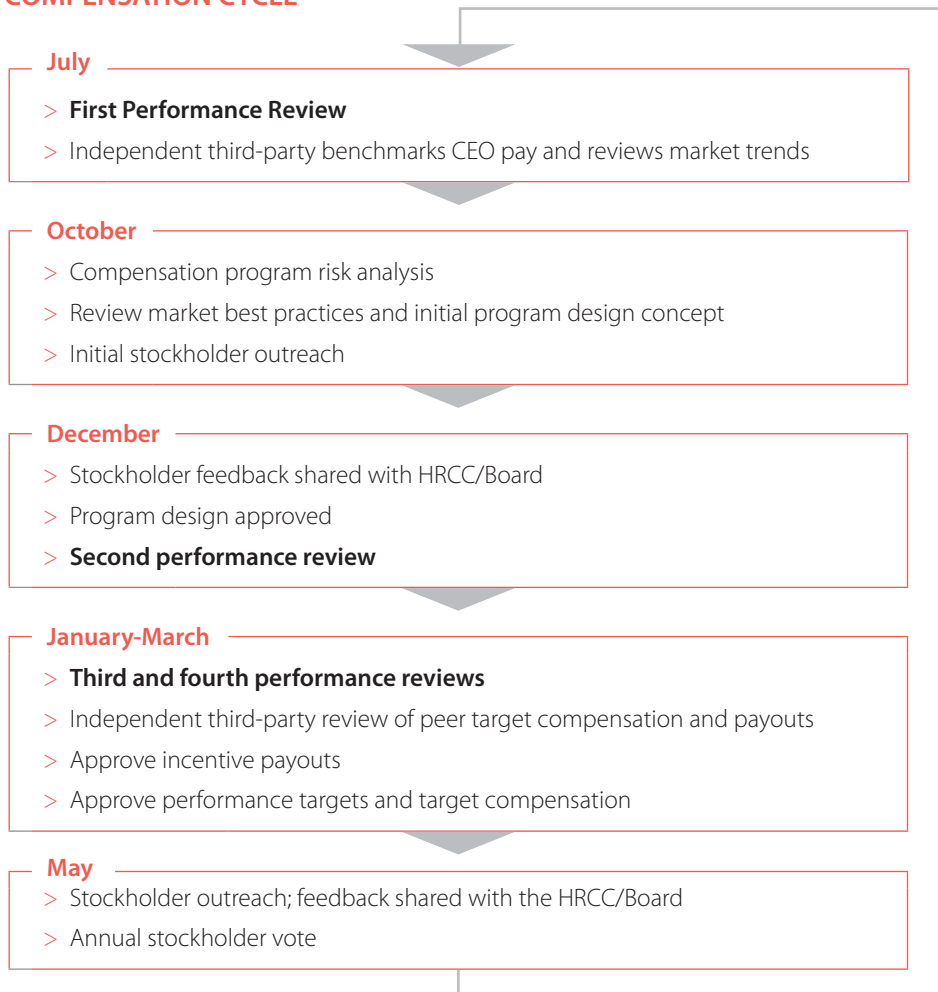 COMPENSATION CYCLE
July
> First Performance Review
> Independent third-party benchmarks CEO pay and reviews market trends
October
> Compensation program risk analysis
> Review market best practices and initial program design concept
> Initial stockholder outreach
December
> Stockholder feedback shared with HRCC/Board
> Program design approved
> Second performance review
January-March
> Third and fourth performance reviews
> Independent third-party review of peer target compensation and payouts
> Approve incentive payouts
> Approve performance targets and target compensation
May
> Stockholder outreach; feedback shared with the HRCC/Board
> Annual stockholder vote